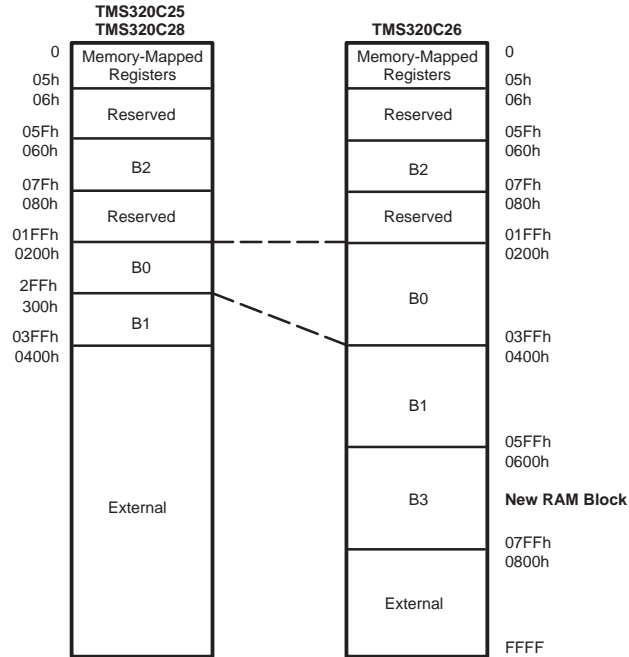 TMS320C25
TMS320C28
0
Memory-Mapped
Registers
05h
06h
Reserved
05Fh
060h
B2
07Fh
080h
Reserved
01FFh
0200h
B0
2FFh
300h
B1
03FFh
0400h
External
TMS320C26
Memory-Mapped
Registers
0
05h
06h
Reserved
05Fh
060h
B2
07Fh
080h
Reserved
01FFh
0200h
B0
03FFh
0400h
B1
05FFh
0600h
B3
New RAM Block
07FFh
0800h
External
FFFF